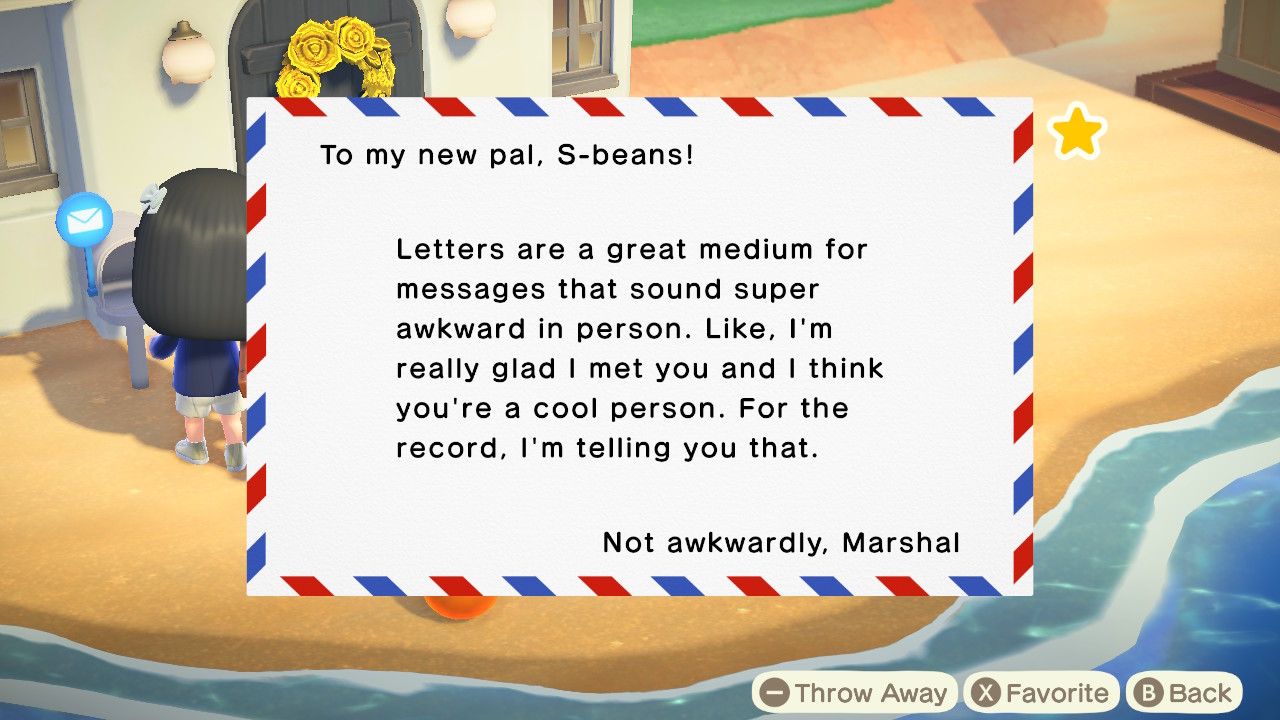 To my new pal, S-beans!
Letters are a great medium for
messages that sound super
awkward in person. Like, I'm
really glad I met you and I think
you're a cool person. For the
record, I'm telling you that.
Not awkwardly, Marshal
Throw Away X Favorite B Back